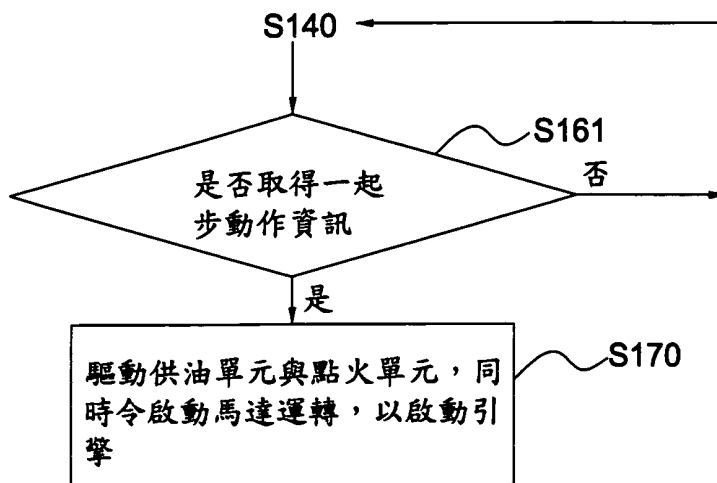 S140
S161
是否取得一起
步動作資訊
否
是
S170
驅動供油單元與點火單元，同
時令啟動馬達運轉，以啟動引
擎